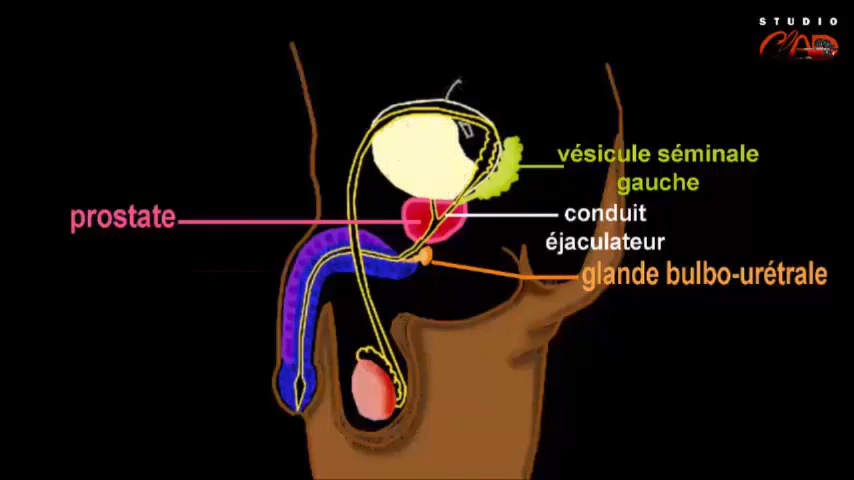 STUDIO
vésicule séminale
gauche
prostate
conduit
éjaculateur
glande bulbo-urétrale